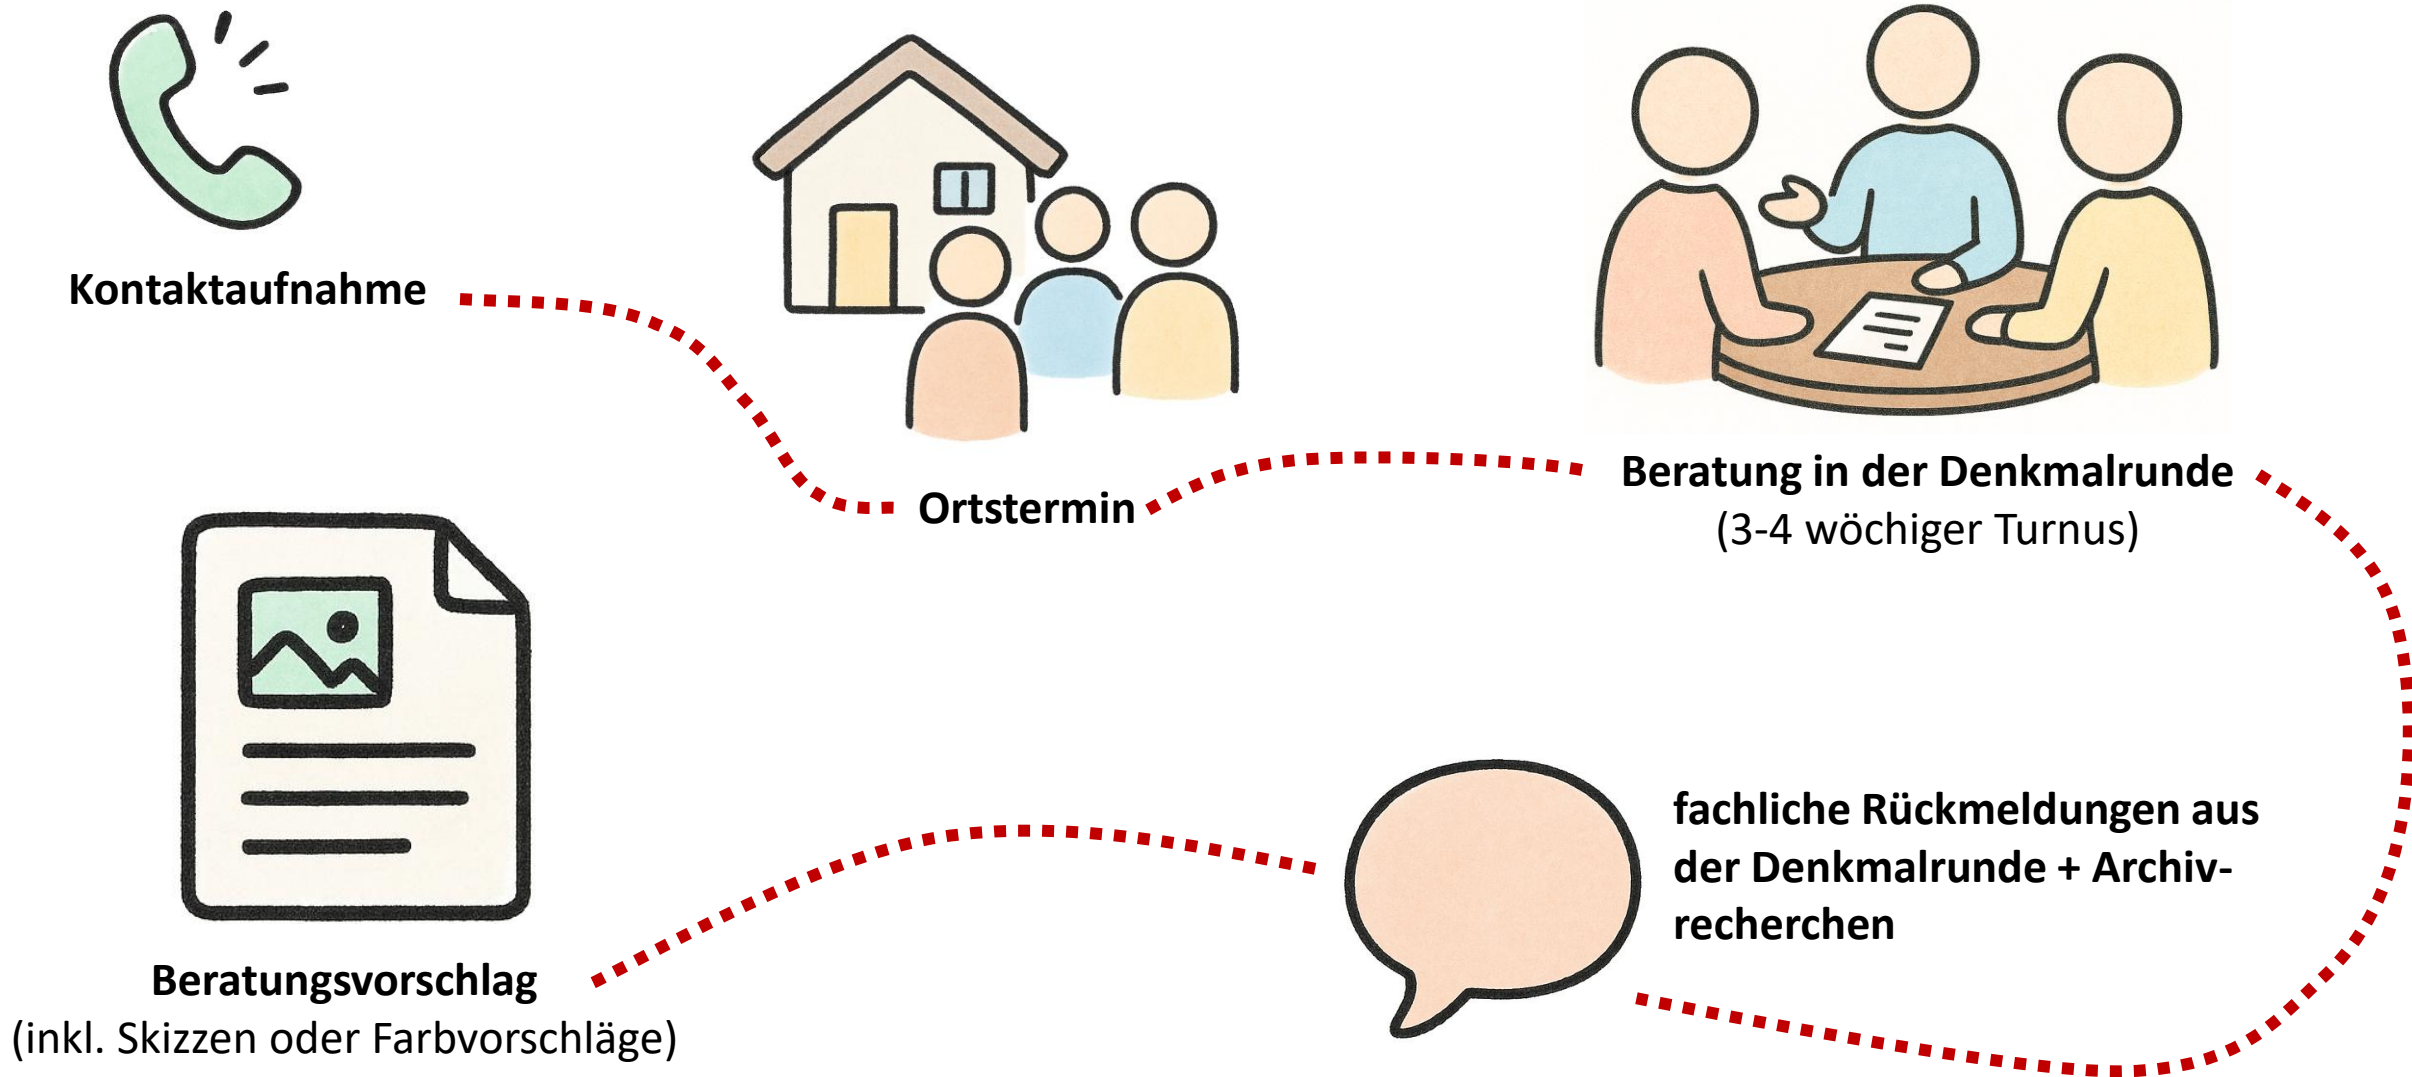 Kontaktaufnahme
Ortstermin
Beratung in der Denkmalrunde
(3-4 wöchiger Turnus)
fachliche Rückmeldungen aus
der Denkmalrunde + Archiv-
recherchen
Beratungsvorschlag
(inkl. Skizzen oder Farbvorschläge)